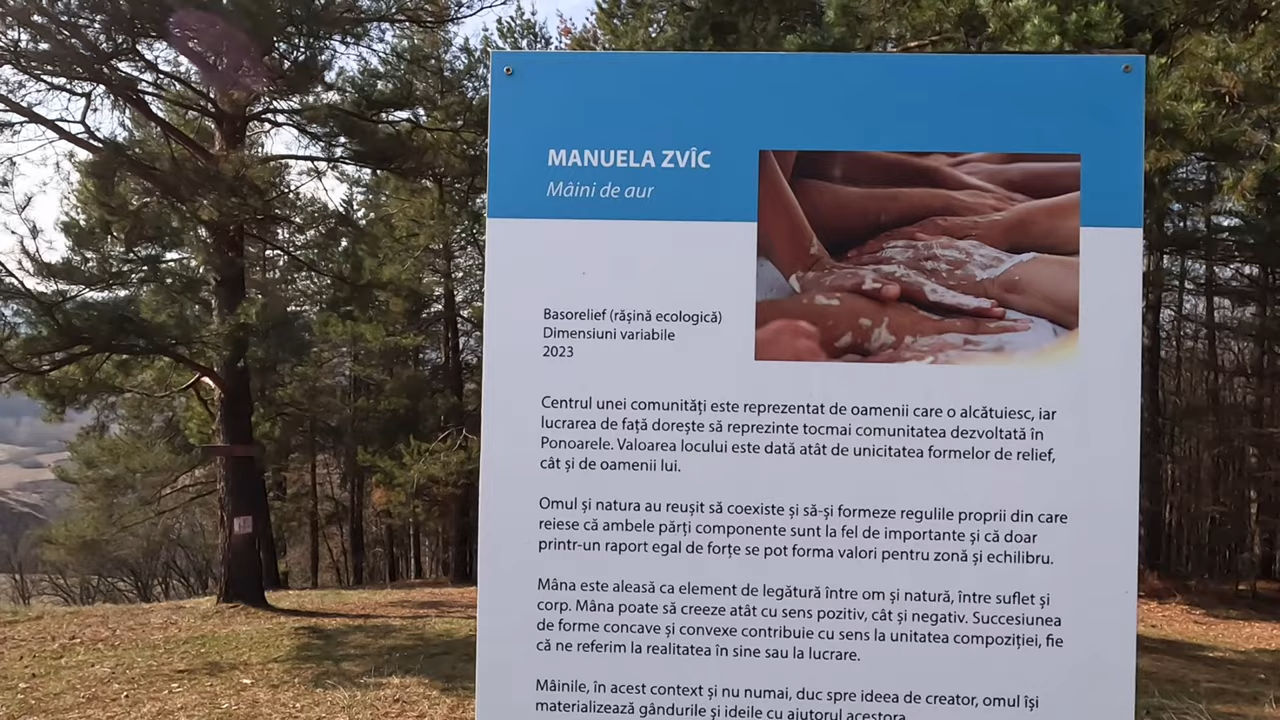 MANUELA ZVÎC
Mâini de aur
Basorelief (rășină ecologică)
Dimensiuni variabile
2023
Centrul unei comunități este reprezentat de oamenii care o alcătuiesc, iar
lucrarea de față dorește să reprezinte tocmai comunitatea dezvoltată în
Ponoarele. Valoarea locului este dată atât de unicitatea formelor de relief,
cât și de oamenii lui.
Omul și natura au reușit să coexiste și să-și formeze regulile proprii din care
reiese că ambele părți componente sunt la fel de importante și că doar
printr-un raport egal de forțe se pot forma valori pentru zonă și echilibru.
Mâna este aleasă ca element de legătură între om și natură, între suflet și
corp. Mâna poate să creeze atât cu sens pozitiv, cât și negativ. Succesiunea
de forme concave și convexe contribuie cu sens la unitatea compoziției, fie
că ne referim la realitatea în sine sau la lucrare.
Mâinile, în acest context și nu numai, duc spre ideea de creator, omul își
materializează gândurile și ideile cu ajutorul acestora.